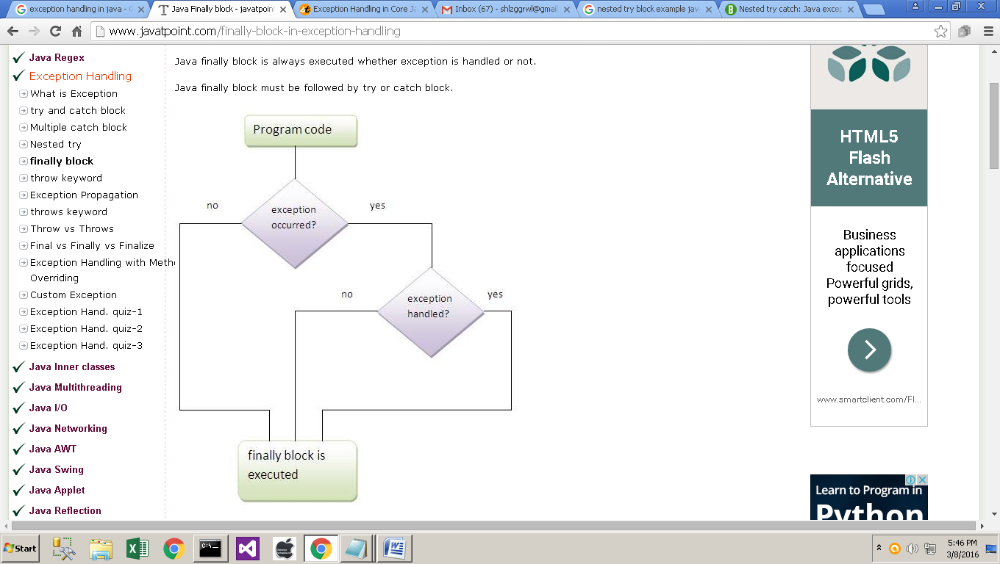 exception handling in java - G
Java Finally block - javatpoint
Exception Handling in Core Ja
Inbox (67) - shlzggrwl@gmail
nested try block example jav
Nested try catch: Java excep
www.javatpoint.com/finally-block-in-exception-handling
Java Regex
Exception Handling
What is Exception
try and catch block
Multiple catch block
Nested try
finally block
throw keyword
Exception Propagation
throws keyword
Throw vs Throws
Final vs Finally vs Finalize
Exception Handling with Meth
Overriding
Custom Exception
Exception Hand. quiz-1
Exception Hand. quiz-2
Exception Hand. quiz-3
Java Inner classes
Java Multithreading
Java I/O
Java Networking
Java AWT
Java Swing
Java Applet
Java Reflection
Java finally block is always executed whether exception is handled or not.
Java finally block must be followed by try or catch block.
Program code
exception
occurred?
no
yes
exception
handled?
no
yes
finally block is
executed
HTML5
Flash
Alternative
Business
applications
focused
Powerful grids,
powerful tools
www.smartclient.com/Fl...
Learn to Program in
Python
Start
C:\
5:46 PM
3/8/2016